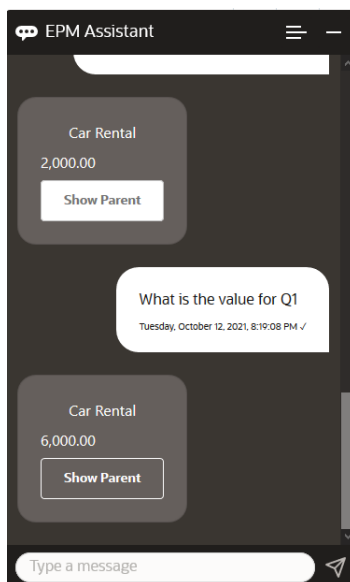 EPM Assistant
Car Rental
2,000.00
Show Parent
What is the value for Q1
Tuesday, October 12, 2021, 8:19:08 PM ✓
Car Rental
6,000.00
Show Parent
Type a message